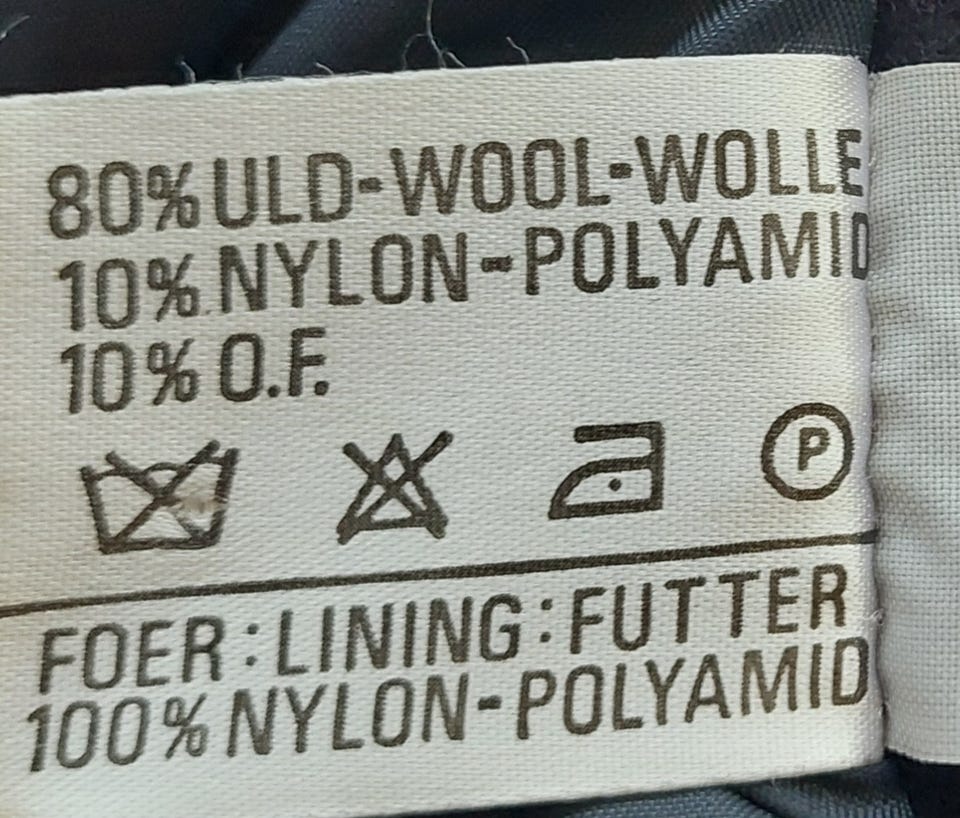 80% ULD-WOOL-WOLLE
10% NYLON-POLYAMID
10% O.F.
P
FOER: LINING: FUTTER
100% NYLON-POLYAMID